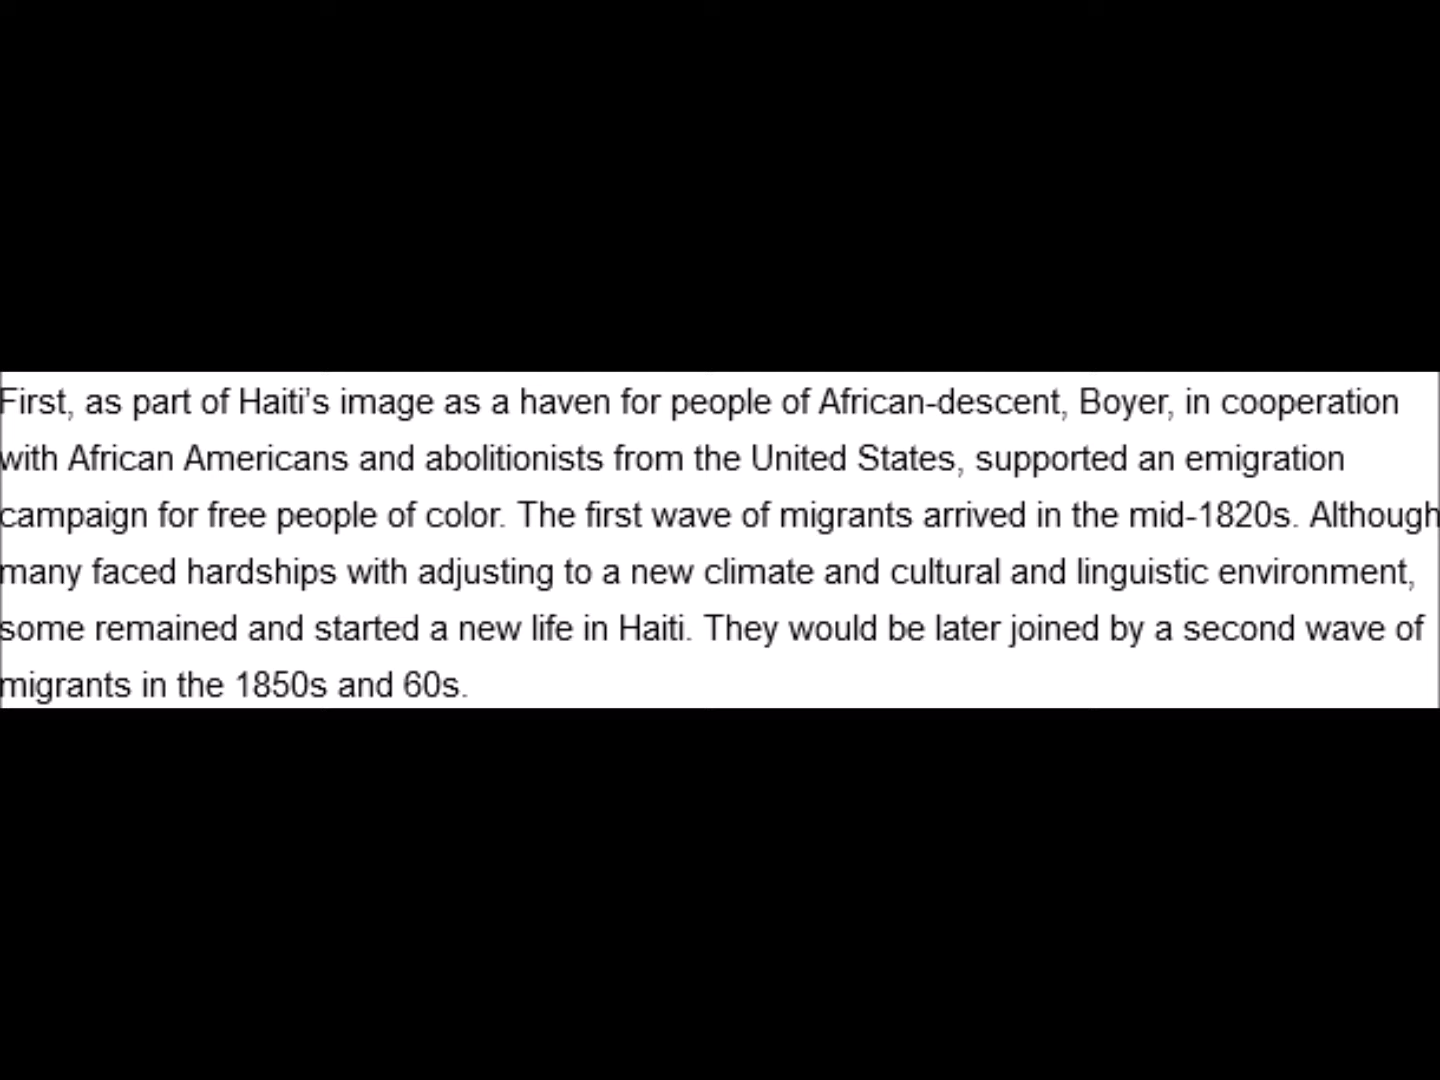 First, as part of Haiti's image as a haven for people of African-descent, Boyer, in cooperation
with African Americans and abolitionists from the United States, supported an emigration
campaign for free people of color. The first wave of migrants arrived in the mid-1820s. Although
many faced hardships with adjusting to a new climate and cultural and linguistic environment,
some remained and started a new life in Haiti. They would be later joined by a second wave of
migrants in the 1850s and 60s.